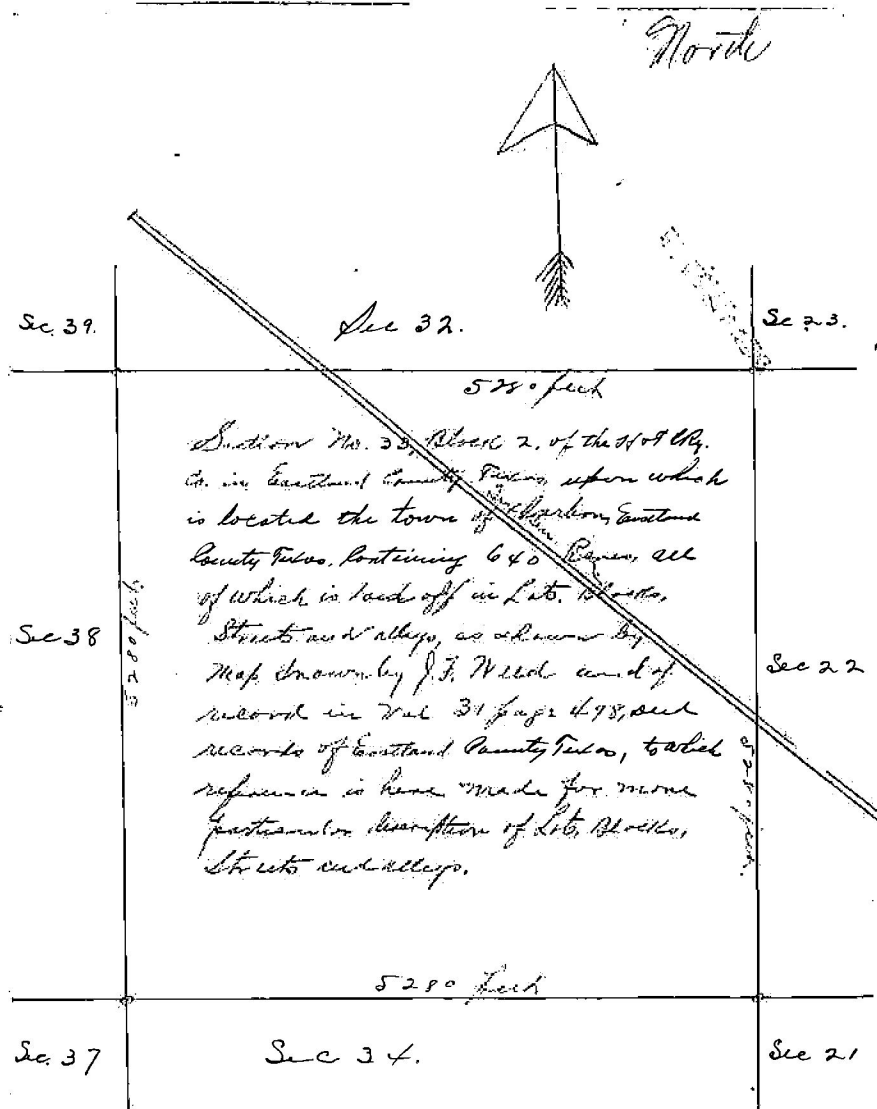 North
Sec. 39.
Sec 32.
Sec 23.
5280 feet
Section No. 33, Block 2, of the H & T C Ry.
Co. in Eastland County Texas upon which
is located the town of Carbon, Eastland
County Texas. Containing 640 Acres, all
of which is laid off in Lots. Blocks,
Streets and alleys, as shown by
Map drawn by J.F. Weed and of
record in Vol 31 page 498, deed
records of Eastland County Texas, to which
reference is here made for more
particular description of Lots, Blocks,
Streets and alleys.
Sec 38
5280 feet.
Sec 22
5280 feet.
5280 feet
Sec. 37
Sec 34.
Sec 21